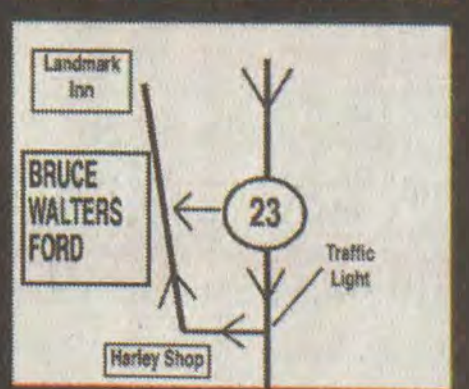 Landmark
Inn
BRUCE
WALTERS
FORD
23
Traffic
Light
Harley Shop